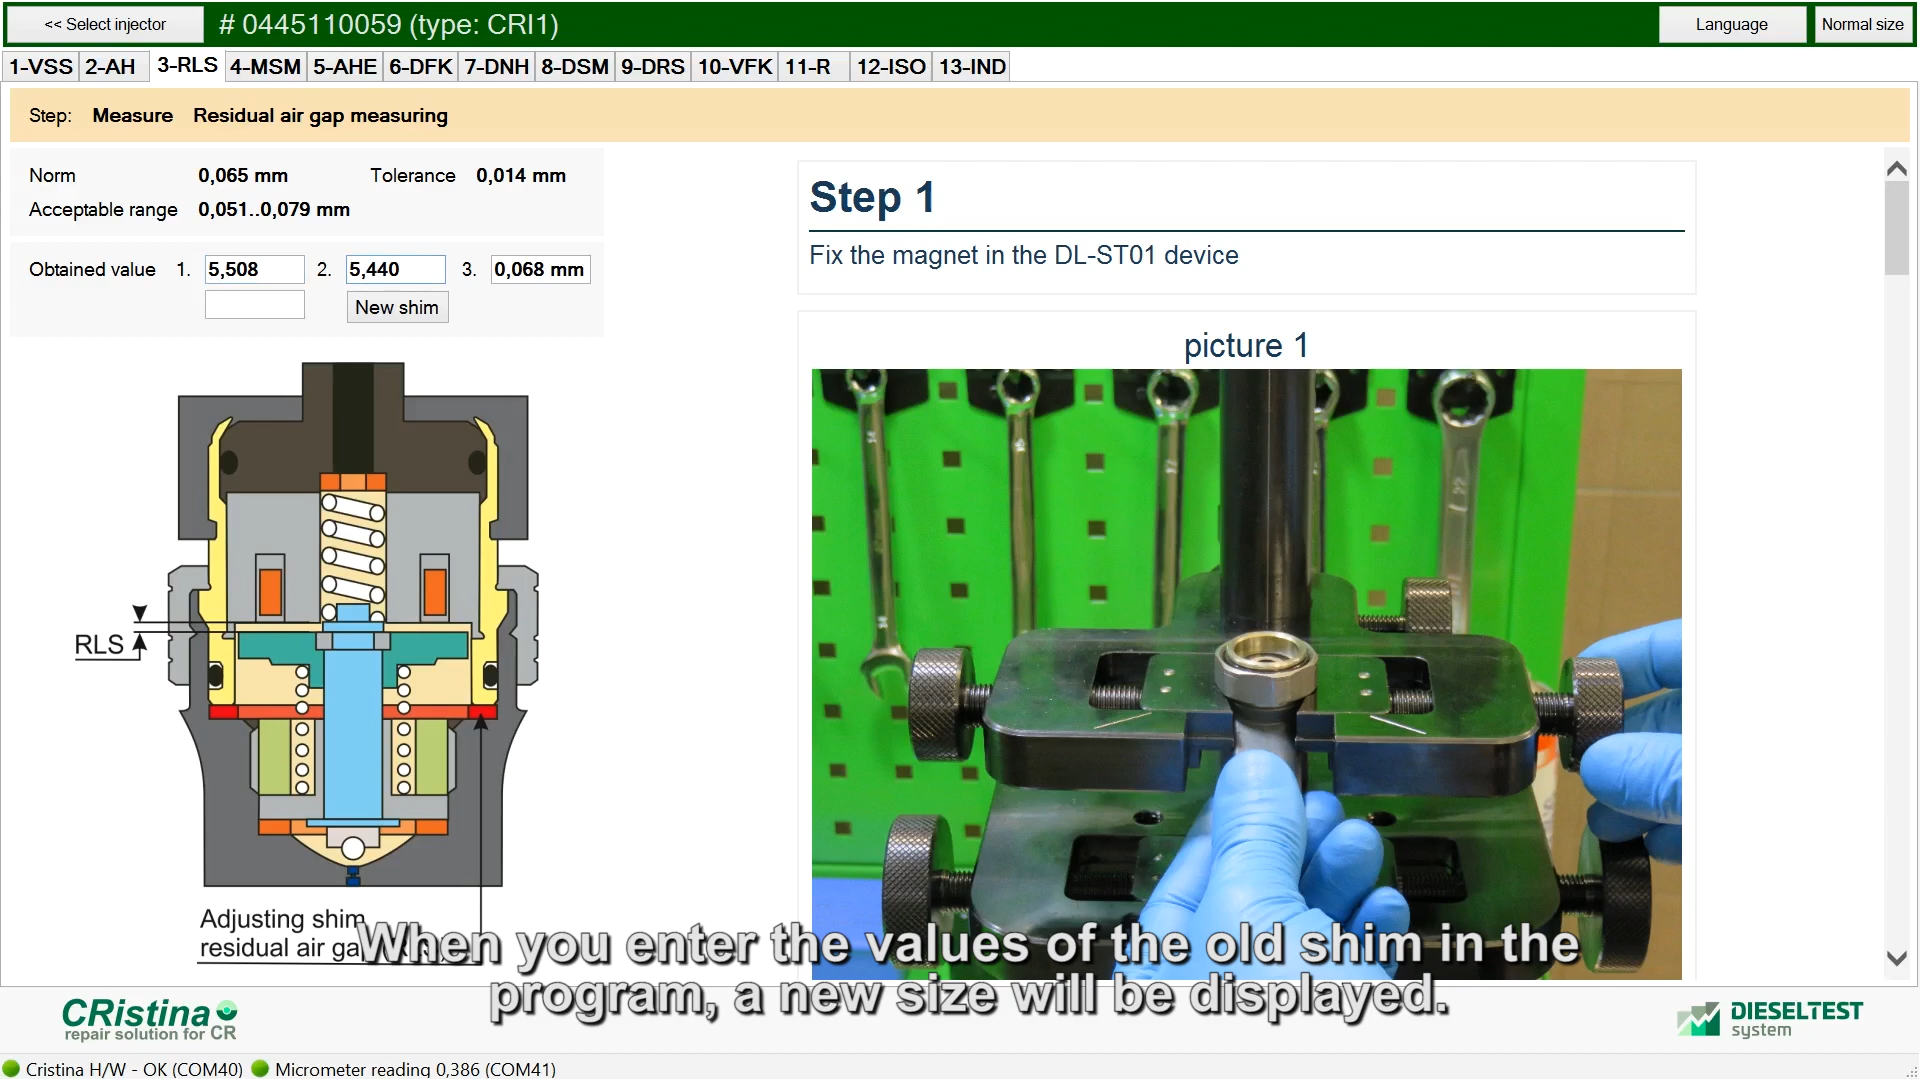 << Select injector
# 0445110059 (type: CRI1)
Language
Normal size
1-VSS 2-AH 3-RLS 4-MSM 5-AHE 6-DFK 7-DNH 8-DSM 9-DRS 10-VFK 11-R 12-ISO 13-IND
Step: Measure Residual air gap measuring
Norm 0,065 mm Tolerance 0,014 mm
Acceptable range 0,051..0,079 mm
Obtained value 1. 5,508 2. 5,440 3. 0,068 mm
New shim
RLS
Adjusting shim
residual air gap
Step 1
Fix the magnet in the DL-ST01 device
picture 1
When you enter the values of the old shim in the
program, a new size will be displayed.
CRistina
repair solution for CR
DIESELTEST
system
Cristina H/W - OK (COM40) Micrometer reading 0,386 (COM41)